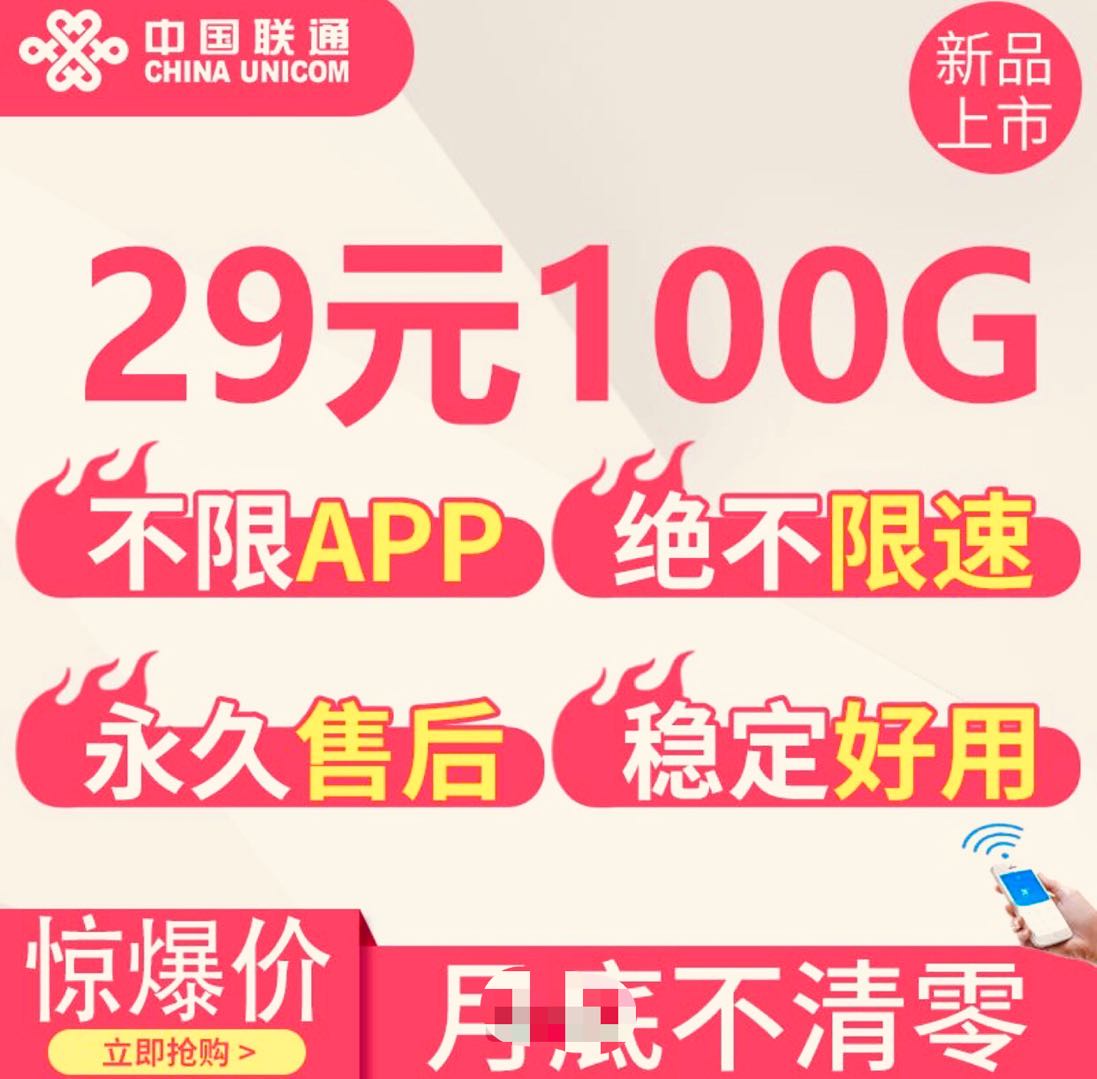 中国联通
CHINA UNICOM
新品
上市
29元100G
不限APP
绝不限速
永久售后
稳定好用
惊爆价
立即抢购 >
月底不清零